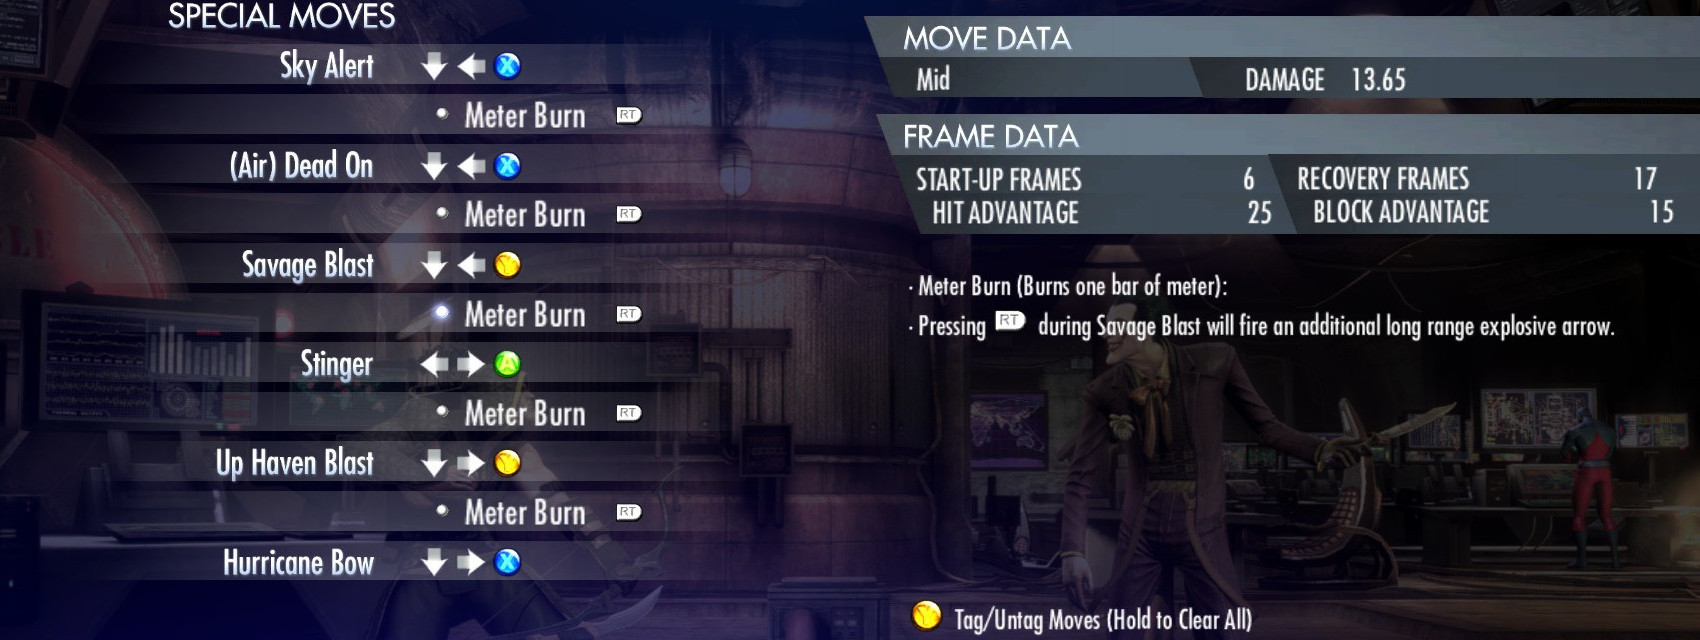 SPECIAL MOVES
Sky Alert X
Meter Burn RT
(Air) Dead On X
Meter Burn RT
Savage Blast Y
Meter Burn RT
Stinger A
Meter Burn RT
Up Haven Blast Y
Meter Burn RT
Hurricane Bow X
MOVE DATA
Mid DAMAGE 13.65
FRAME DATA
START-UP FRAMES 6 RECOVERY FRAMES 17
HIT ADVANTAGE 25 BLOCK ADVANTAGE 15
· Meter Burn (Burns one bar of meter):
· Pressing RT during Savage Blast will fire an additional long range explosive arrow.
Y Tag/Untag Moves (Hold to Clear All)